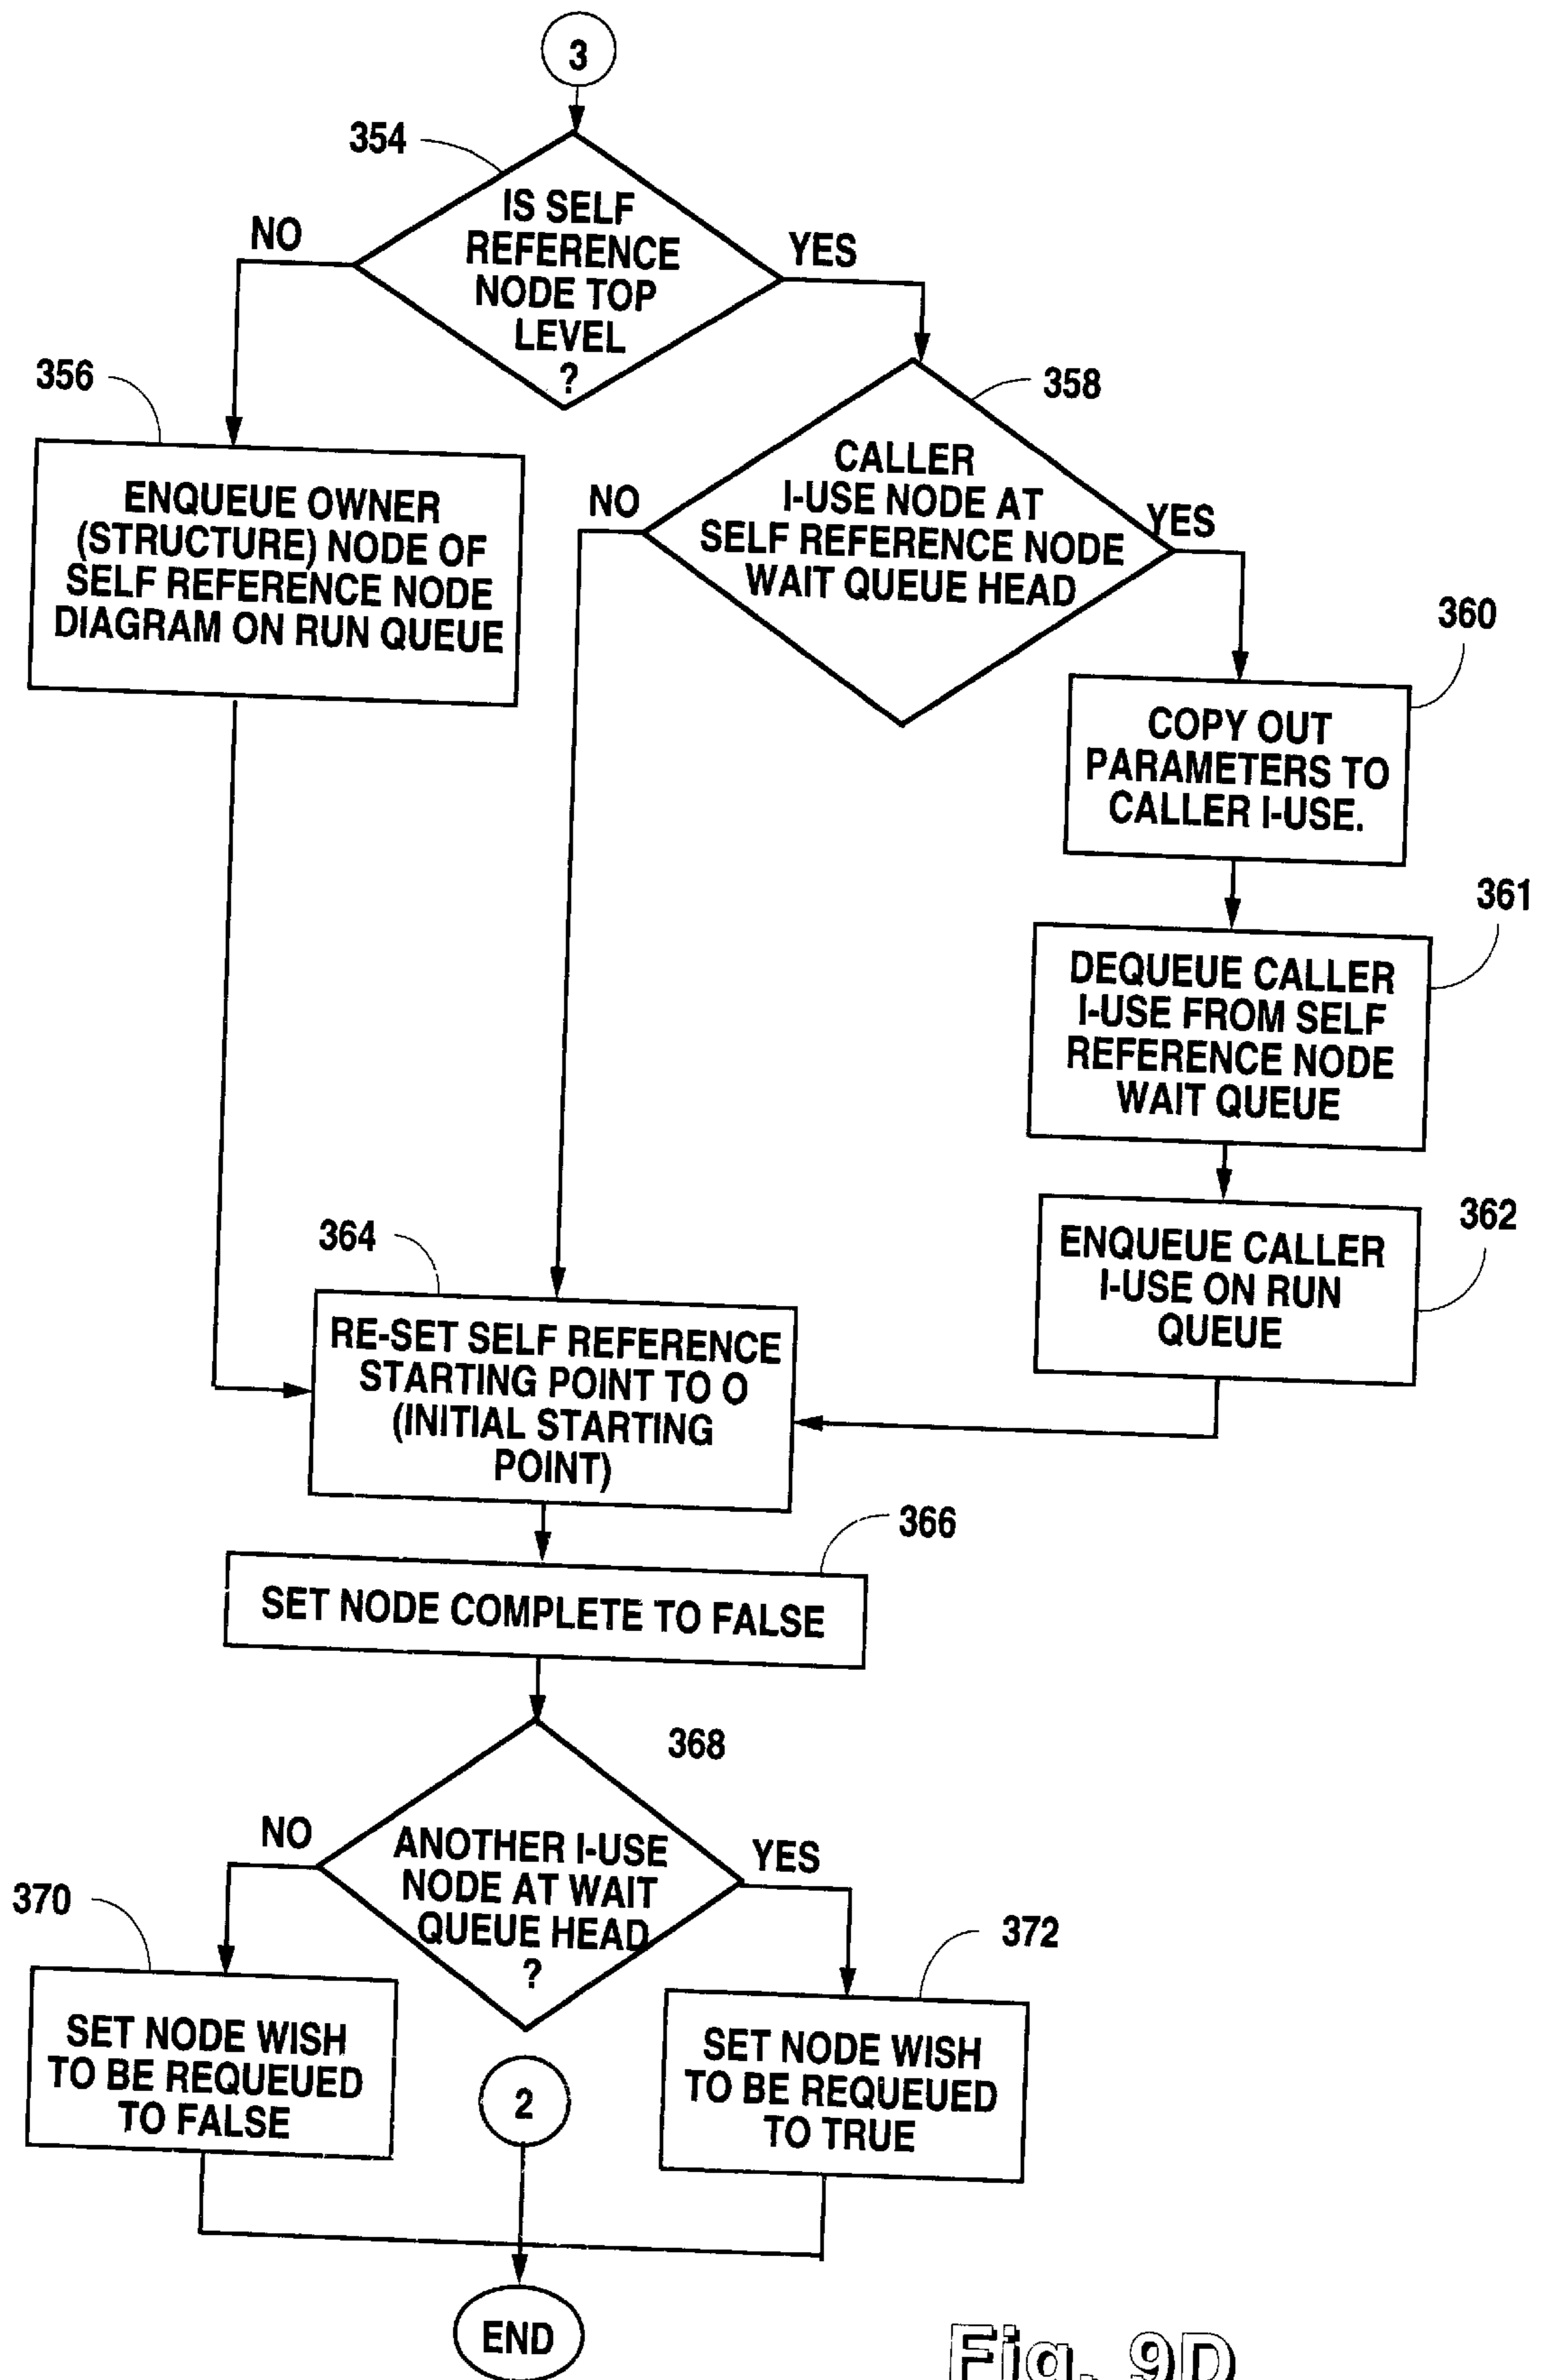 3
354
IS SELF
REFERENCE
NODE TOP
LEVEL
?
NO
YES
356
ENQUEUE OWNER
(STRUCTURE) NODE OF
SELF REFERENCE NODE
DIAGRAM ON RUN QUEUE
358
CALLER
I-USE NODE AT
SELF REFERENCE NODE
WAIT QUEUE HEAD
NO
YES
360
COPY OUT
PARAMETERS TO
CALLER I-USE.
361
DEQUEUE CALLER
I-USE FROM SELF
REFERENCE NODE
WAIT QUEUE
362
ENQUEUE CALLER
I-USE ON RUN
QUEUE
364
RE-SET SELF REFERENCE
STARTING POINT TO O
(INITIAL STARTING
POINT)
366
SET NODE COMPLETE TO FALSE
368
ANOTHER I-USE
NODE AT WAIT
QUEUE HEAD
?
NO
YES
370
SET NODE WISH
TO BE REQUEUED
TO FALSE
372
SET NODE WISH
TO BE REQUEUED
TO TRUE
2
END
Fig. 9D